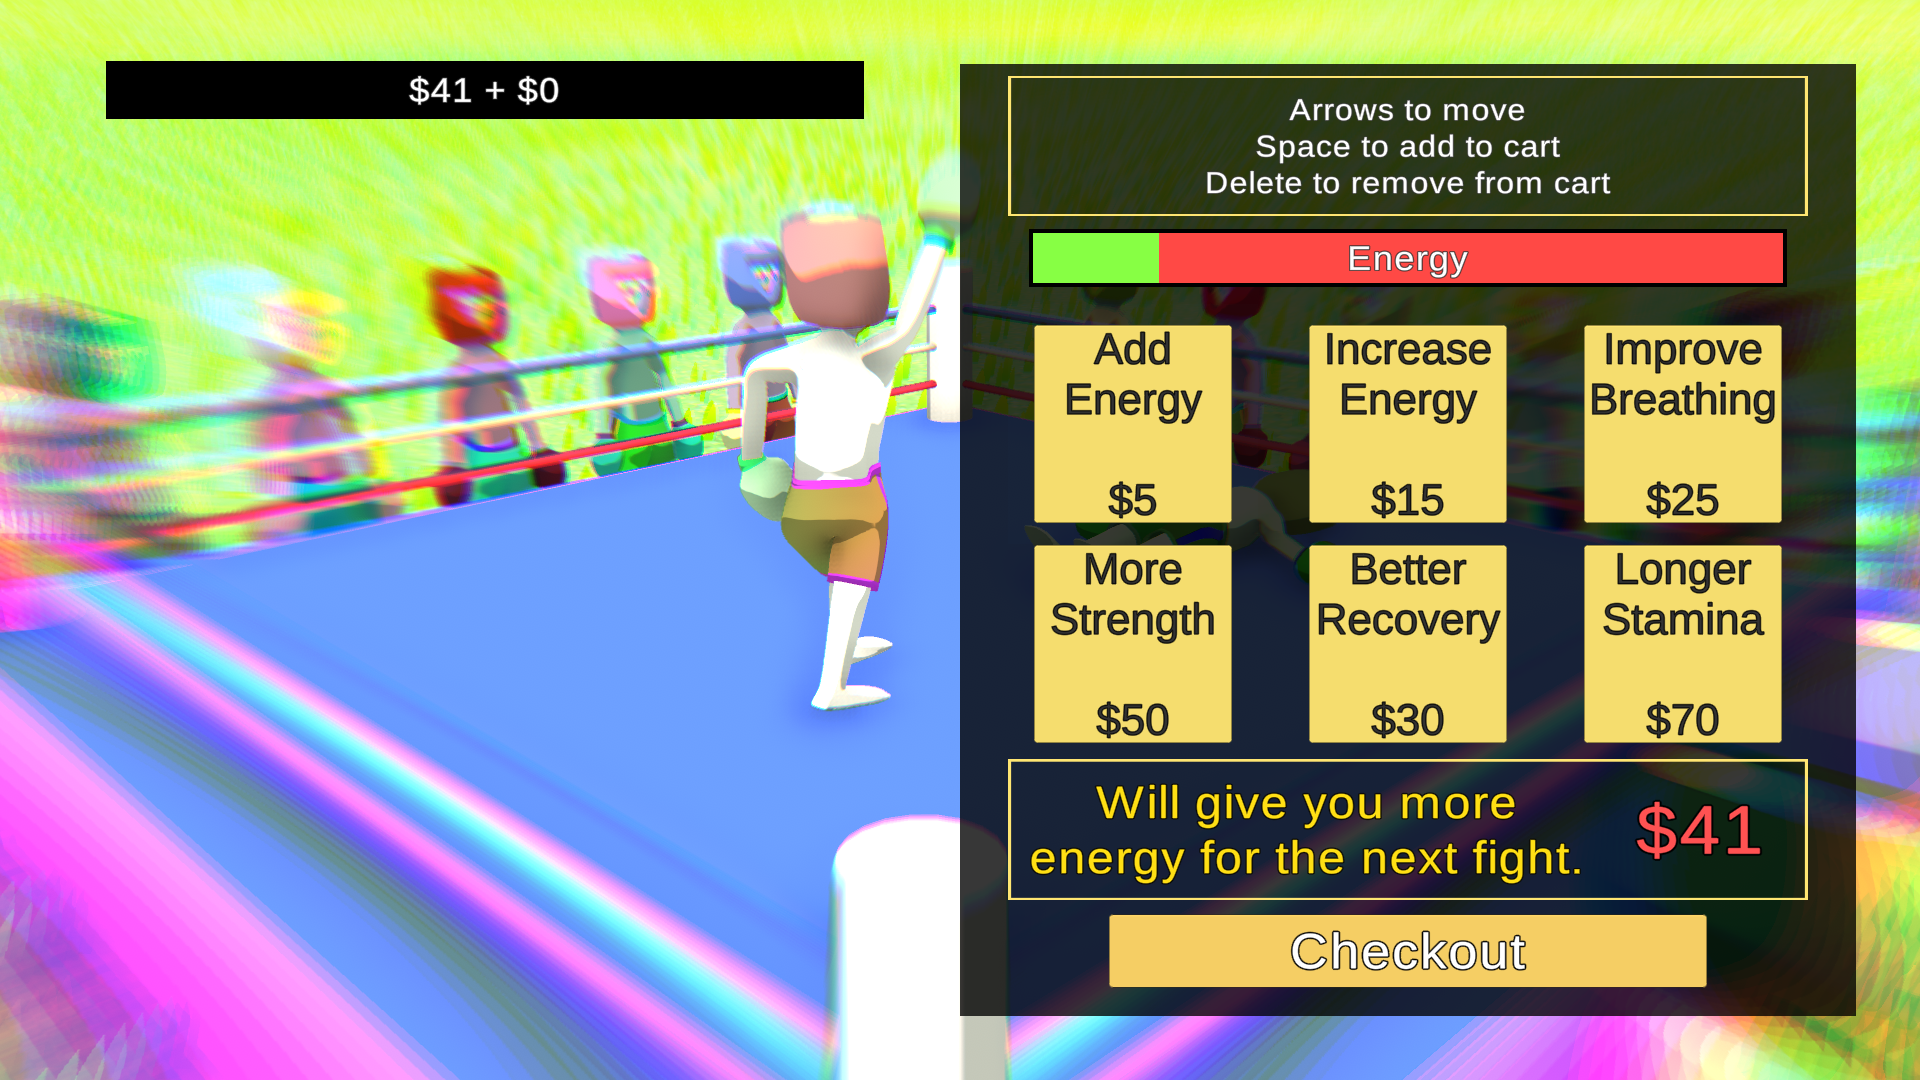 $41 + $0
Arrows to move
Space to add to cart
Delete to remove from cart
Energy
Add
Energy
$5
Increase
Energy
$15
Improve
Breathing
$25
More
Strength
$50
Better
Recovery
$30
Longer
Stamina
$70
Will give you more
energy for the next fight.
$41
Checkout